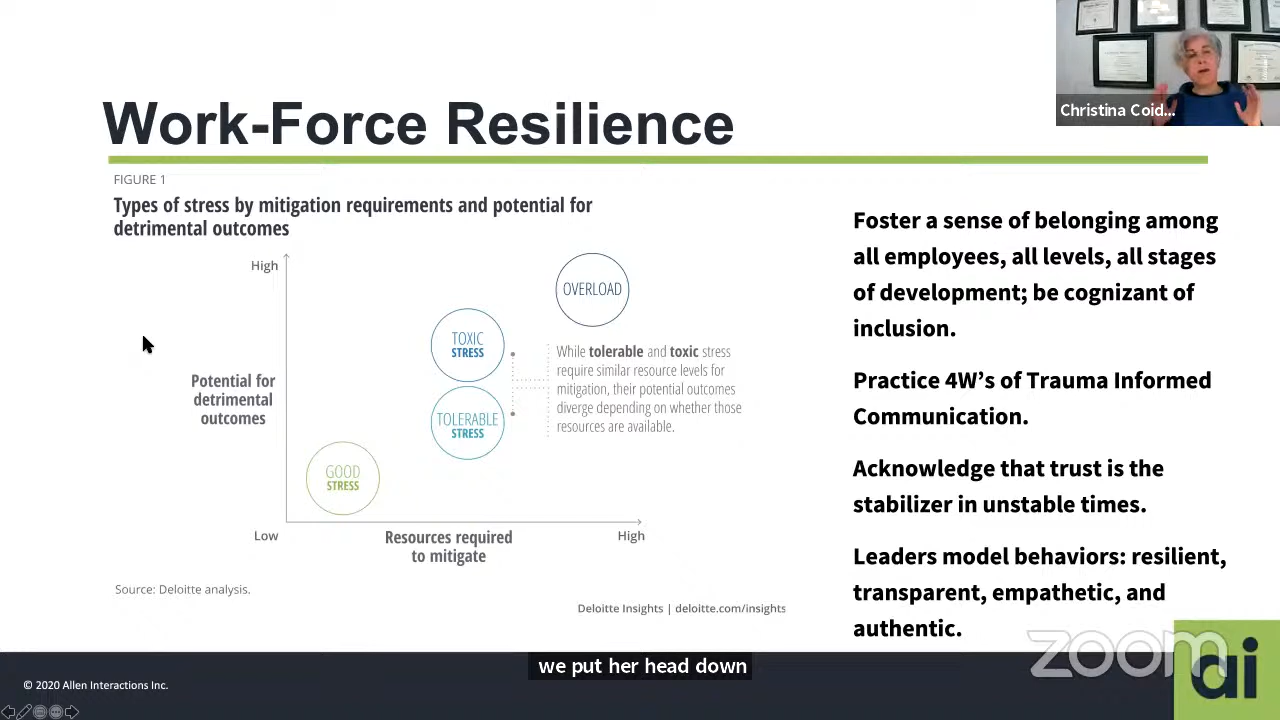 Christina Coid...
Work-Force Resilience
FIGURE 1
Types of stress by mitigation requirements and potential for
detrimental outcomes
High
Potential for
detrimental
outcomes
Low
Resources required
to mitigate
High
OVERLOAD
TOXIC
STRESS
TOLERABLE
STRESS
GOOD
STRESS
While tolerable and toxic stress
require similar resource levels for
mitigation, their potential outcomes
diverge depending on whether those
resources are available.
Source: Deloitte analysis.
Deloitte Insights | deloitte.com/insights
Foster a sense of belonging among
all employees, all levels, all stages
of development; be cognizant of
inclusion.
Practice 4W’s of Trauma Informed
Communication.
Acknowledge that trust is the
stabilizer in unstable times.
Leaders model behaviors: resilient,
transparent, empathetic, and
authentic.
zoom
ai
we put her head down
© 2020 Allen Interactions Inc.